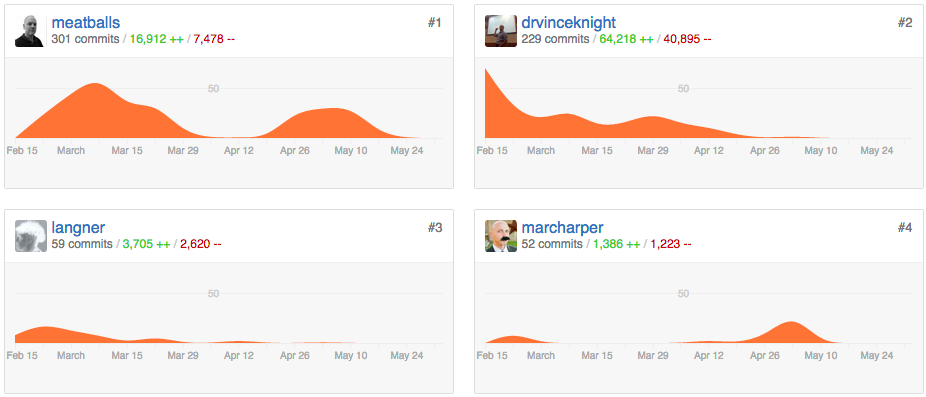 meatballs #1
301 commits / 16,912 ++ / 7,478 --
50
Feb 15 March Mar 15 Mar 29 Apr 12 Apr 26 May 10 May 24
drvinceknight #2
229 commits / 64,218 ++ / 40,895 --
50
Feb 15 March Mar 15 Mar 29 Apr 12 Apr 26 May 10 May 24
langner #3
59 commits / 3,705 ++ / 2,620 --
50
Feb 15 March Mar 15 Mar 29 Apr 12 Apr 26 May 10 May 24
marcharper #4
52 commits / 1,386 ++ / 1,223 --
50
Feb 15 March Mar 15 Mar 29 Apr 12 Apr 26 May 10 May 24